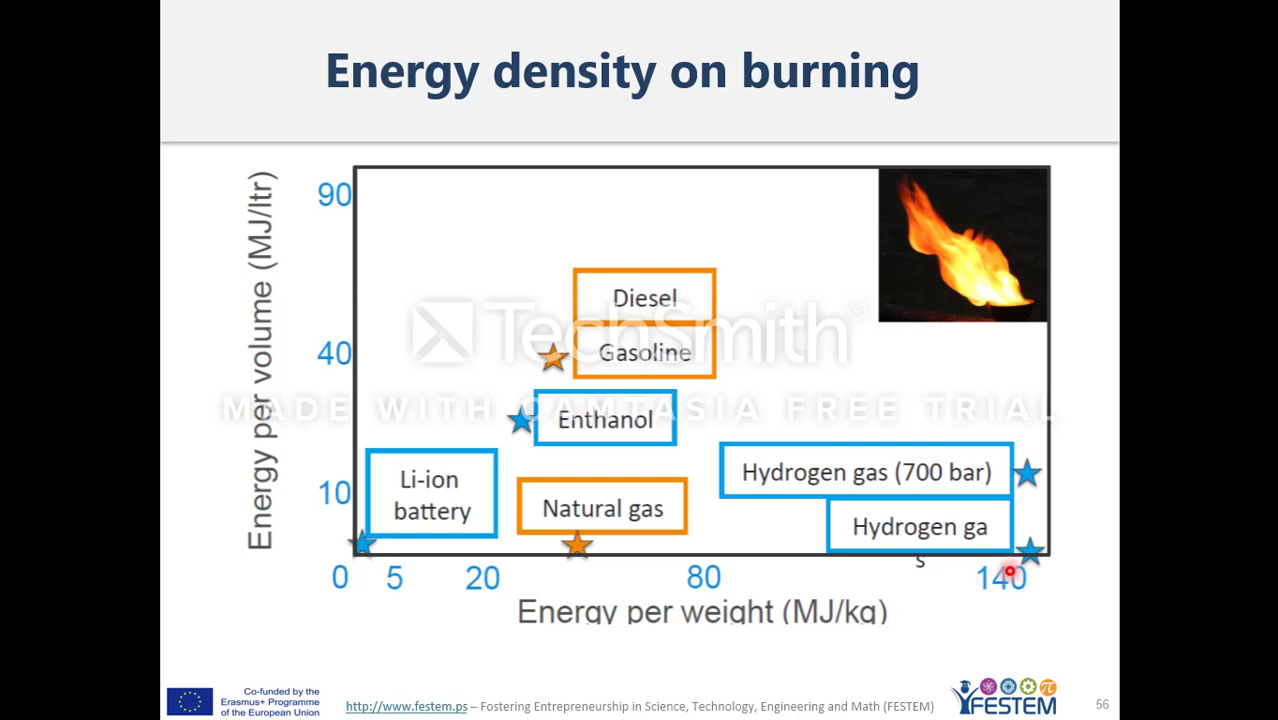 Energy density on burning
Energy per volume (MJ/ltr)
90
40
10
Diesel
Gasoline
Enthanol
Li-ion
battery
Natural gas
Hydrogen gas (700 bar)
Hydrogen ga
s
0 5 20 80 140
Energy per weight (MJ/kg)
TechSmith®
MADE WITH CAMTASIA FREE TRIAL
Co-funded by the
Erasmus+ Programme
of the European Union
http://www.festem.ps – Fostering Entrepreneurship in Science, Technology, Engineering and Math (FESTEM)
π
FESTEM
56